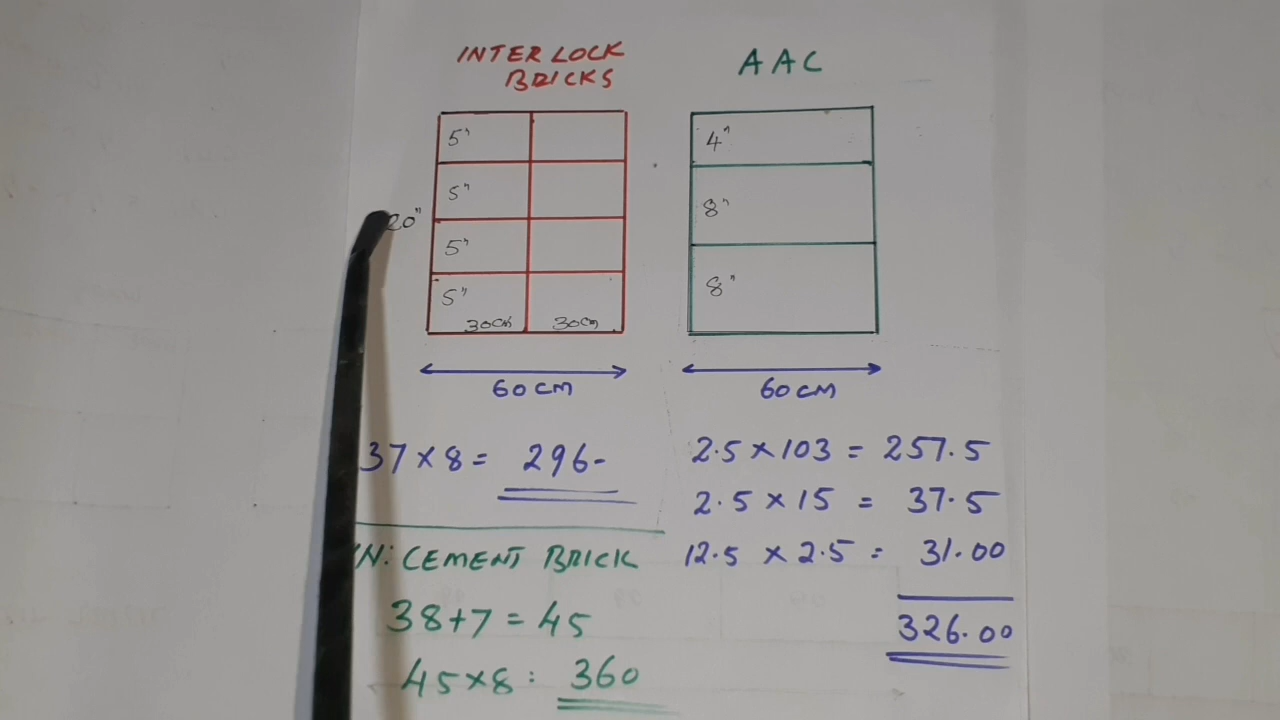 INTERLOCK
BRICKS
5"
5"
20"
5"
5"
30cm 30cm
60 CM
37 x 8 = 296-
N: CEMENT BRICK
38+7 = 45
45x8: 360
AAC
4"
8"
8"
60 CM
2.5 x 103 = 257.5
2.5 x 15 = 37.5
12.5 x 2.5 = 31.00
326.00